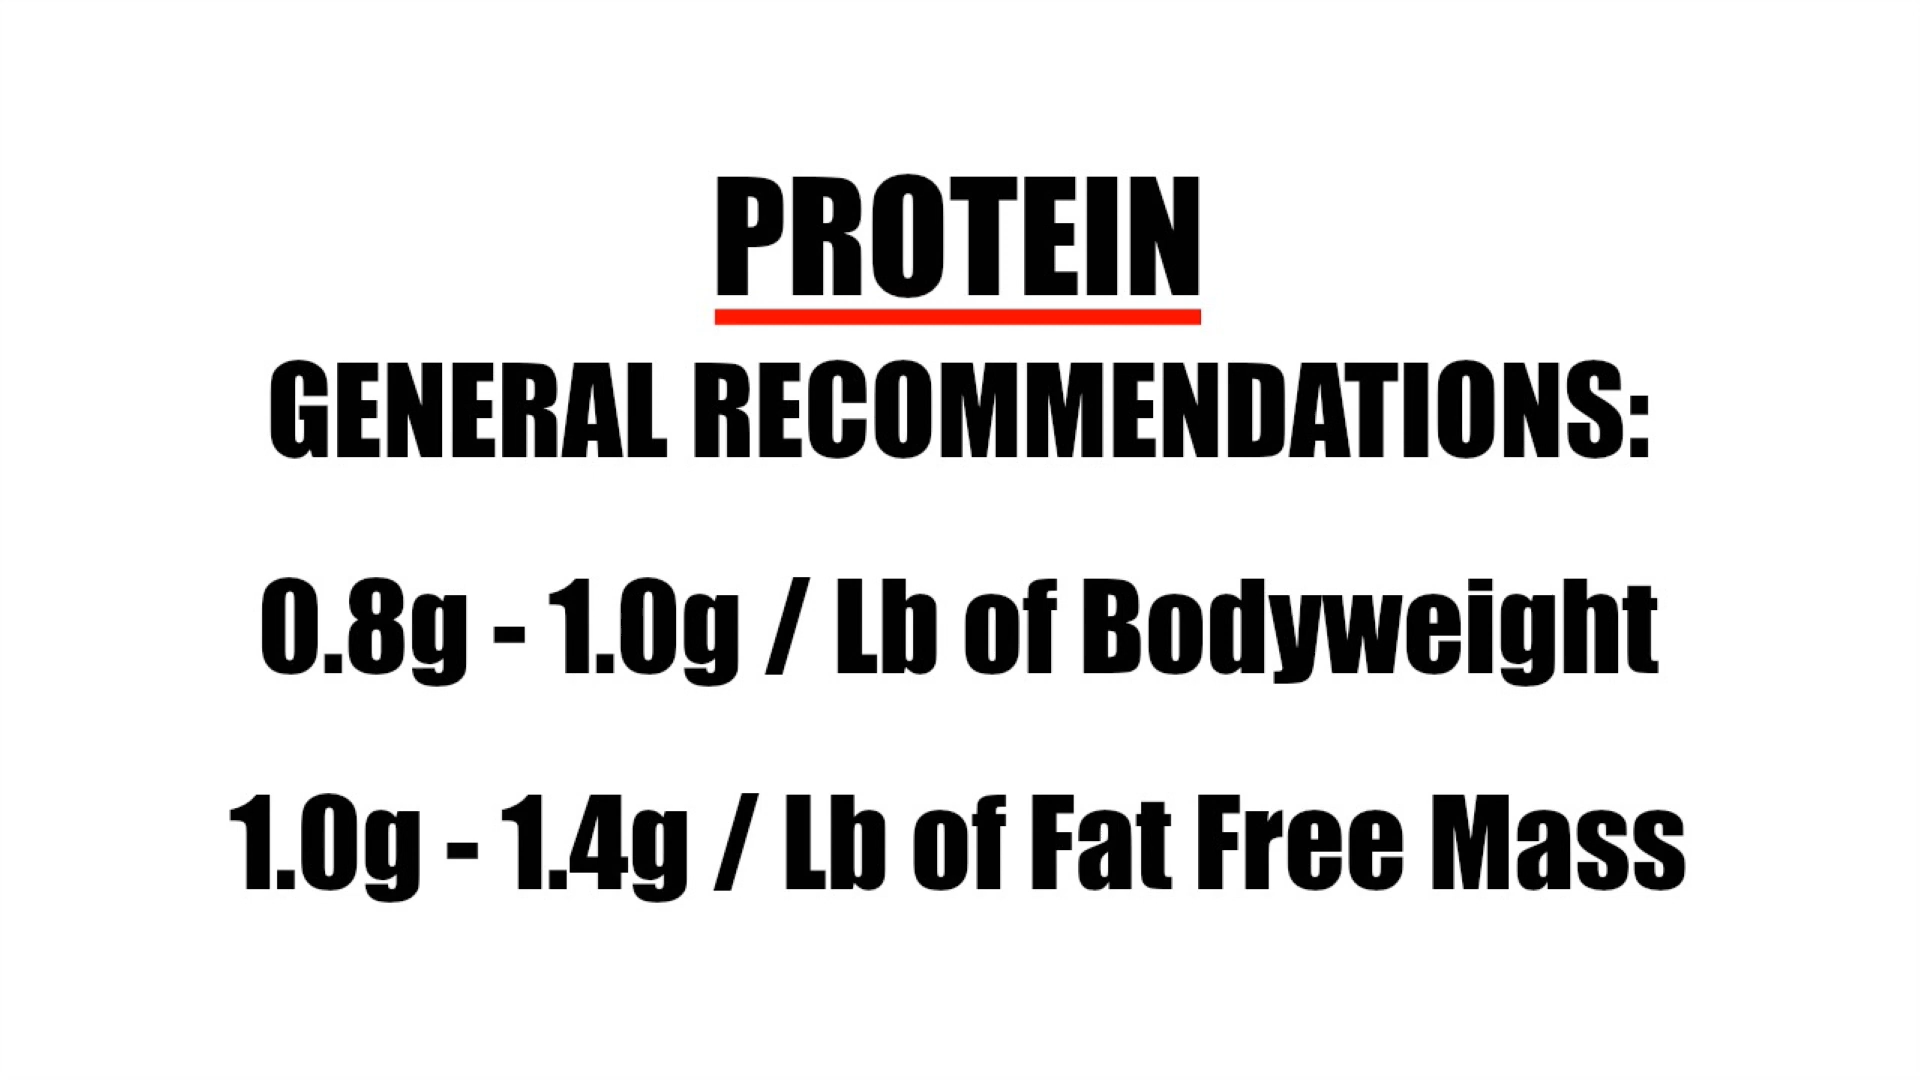 PROTEIN
GENERAL RECOMMENDATIONS:
0.8g - 1.0g / Lb of Bodyweight
1.0g - 1.4g / Lb of Fat Free Mass